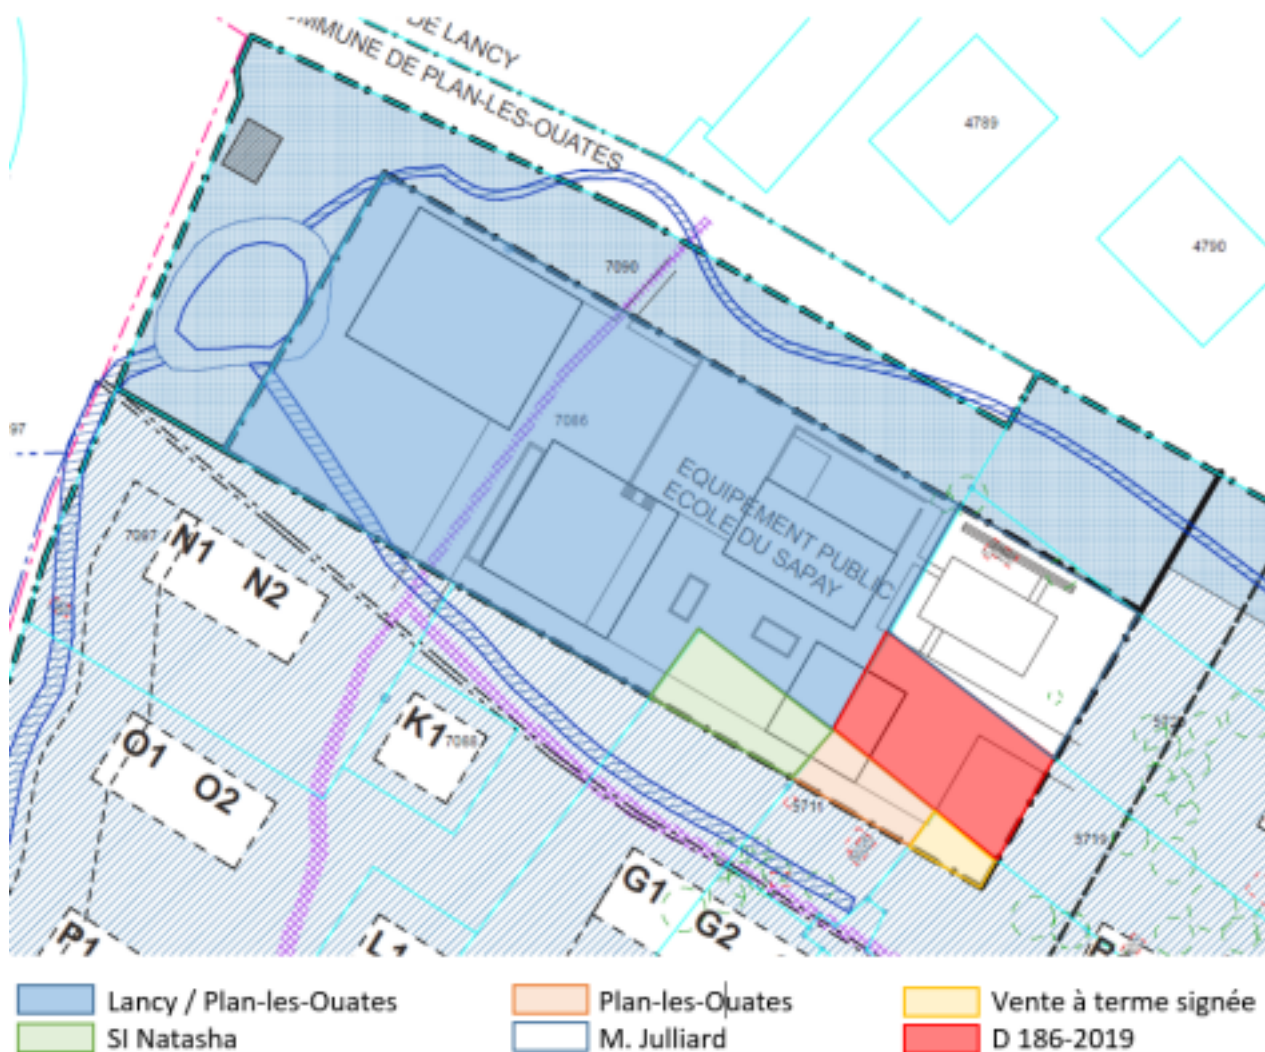 DE LANCY
COMMUNE DE PLAN-LES-OUATES
4789
4790
7090
7086
97
EQUIPEMENT PUBLIC
ECOLE DU SAPAY
7097
N1
N2
K1
7088
O1
O2
5711
5719
G1
G2
P1
L1
Lancy / Plan-les-Ouates
Plan-les-Ouates
Vente à terme signée
SI Natasha
M. Julliard
D 186-2019